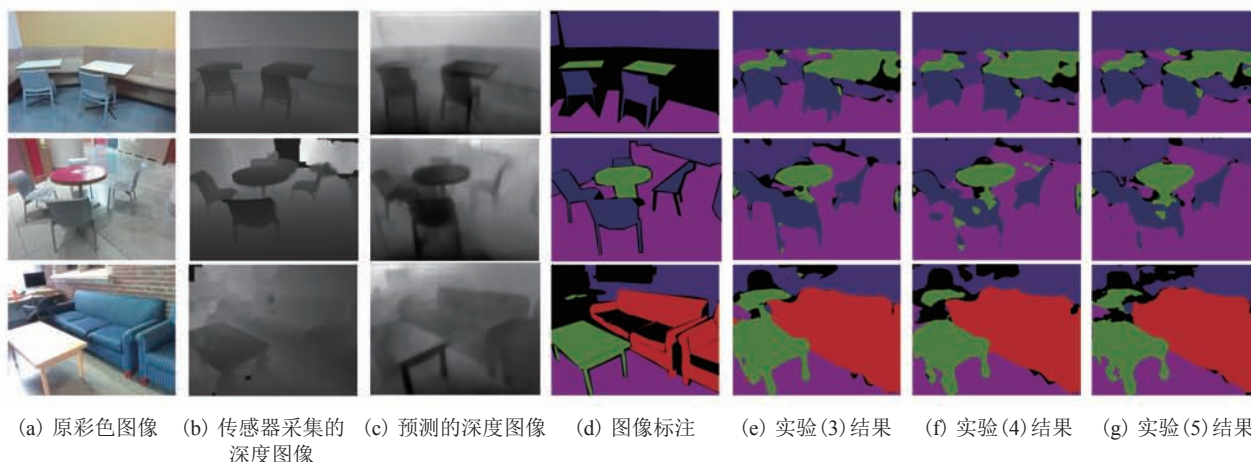 (a) 原彩色图像 (b) 传感器采集的 (c) 预测的深度图像 (d) 图像标注 (e) 实验(3)结果 (f) 实验(4)结果 (g) 实验(5)结果
深度图像